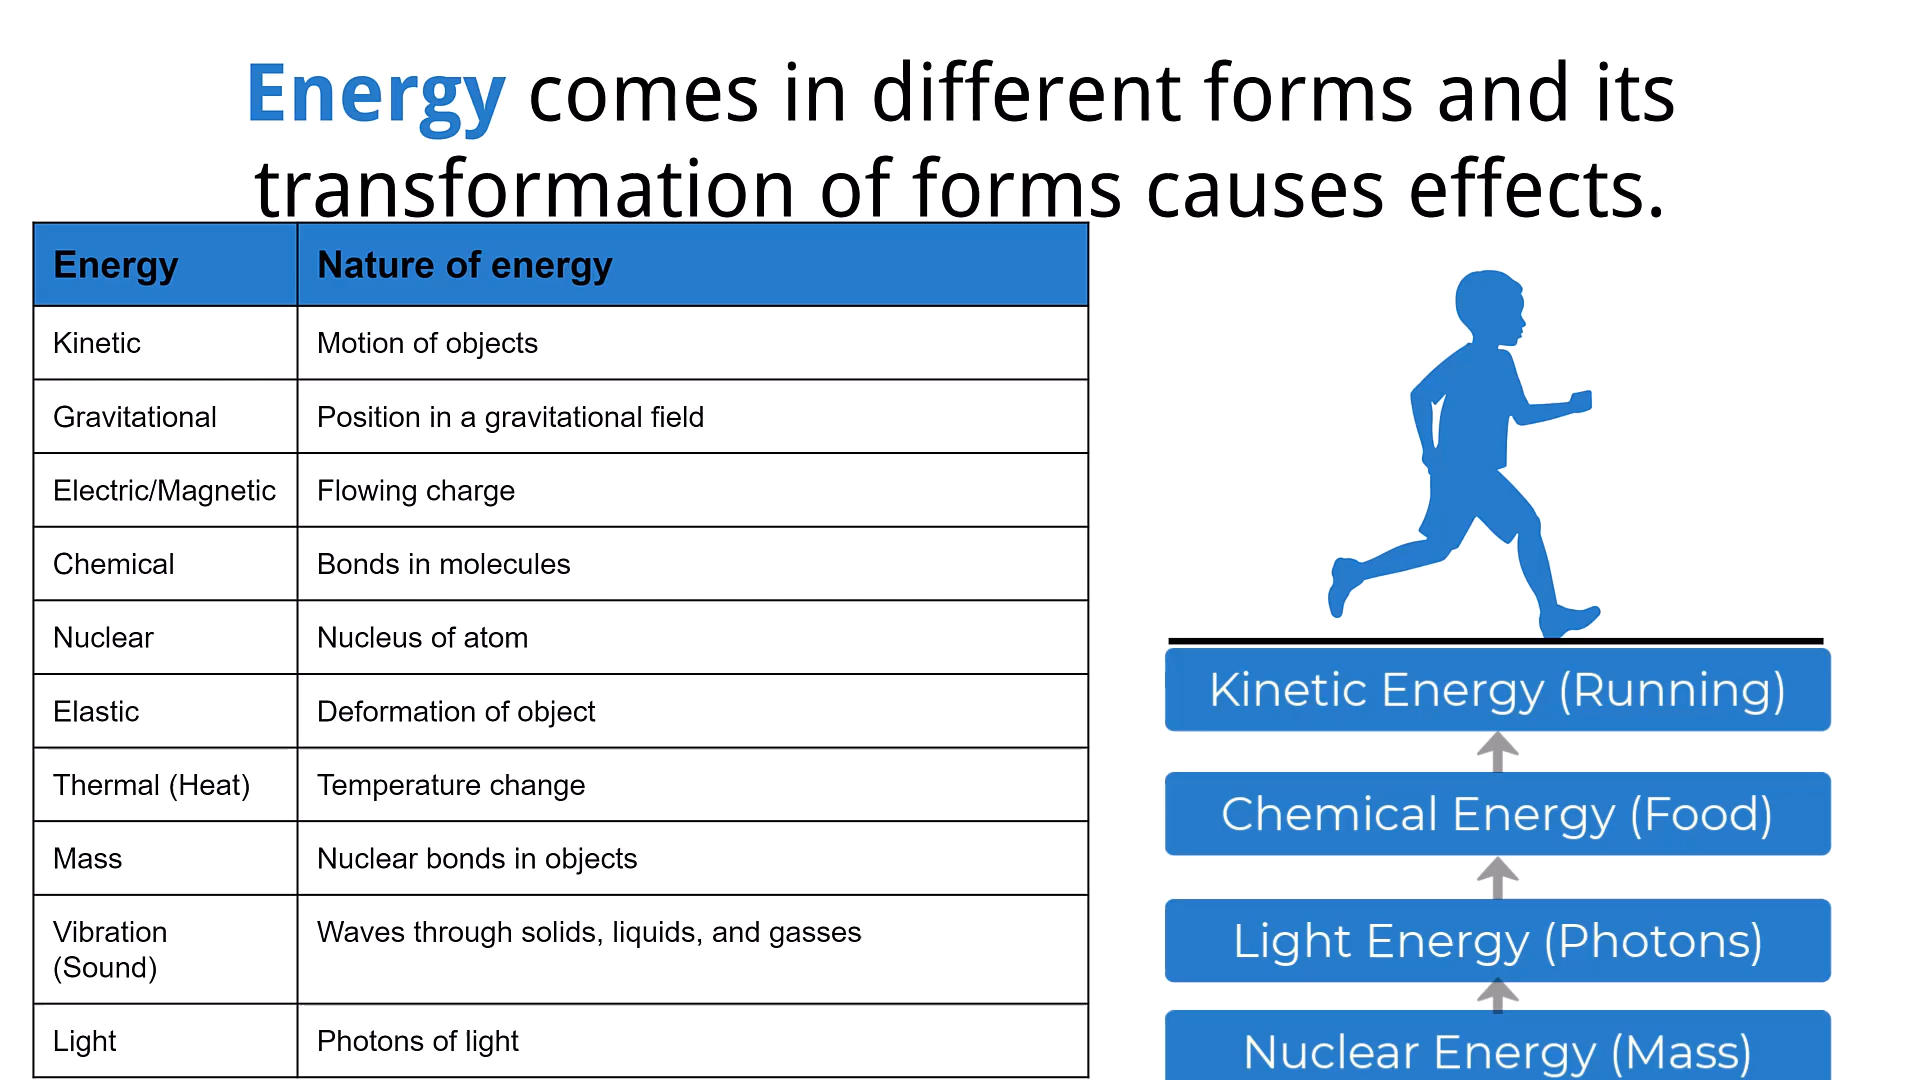 Energy comes in different forms and its
transformation of forms causes effects.
Energy Nature of energy
Kinetic Motion of objects
Gravitational Position in a gravitational field
Electric/Magnetic Flowing charge
Chemical Bonds in molecules
Nuclear Nucleus of atom
Elastic Deformation of object
Thermal (Heat) Temperature change
Mass Nuclear bonds in objects
Vibration Waves through solids, liquids, and gasses
(Sound)
Light Photons of light
Kinetic Energy (Running)
Chemical Energy (Food)
Light Energy (Photons)
Nuclear Energy (Mass)